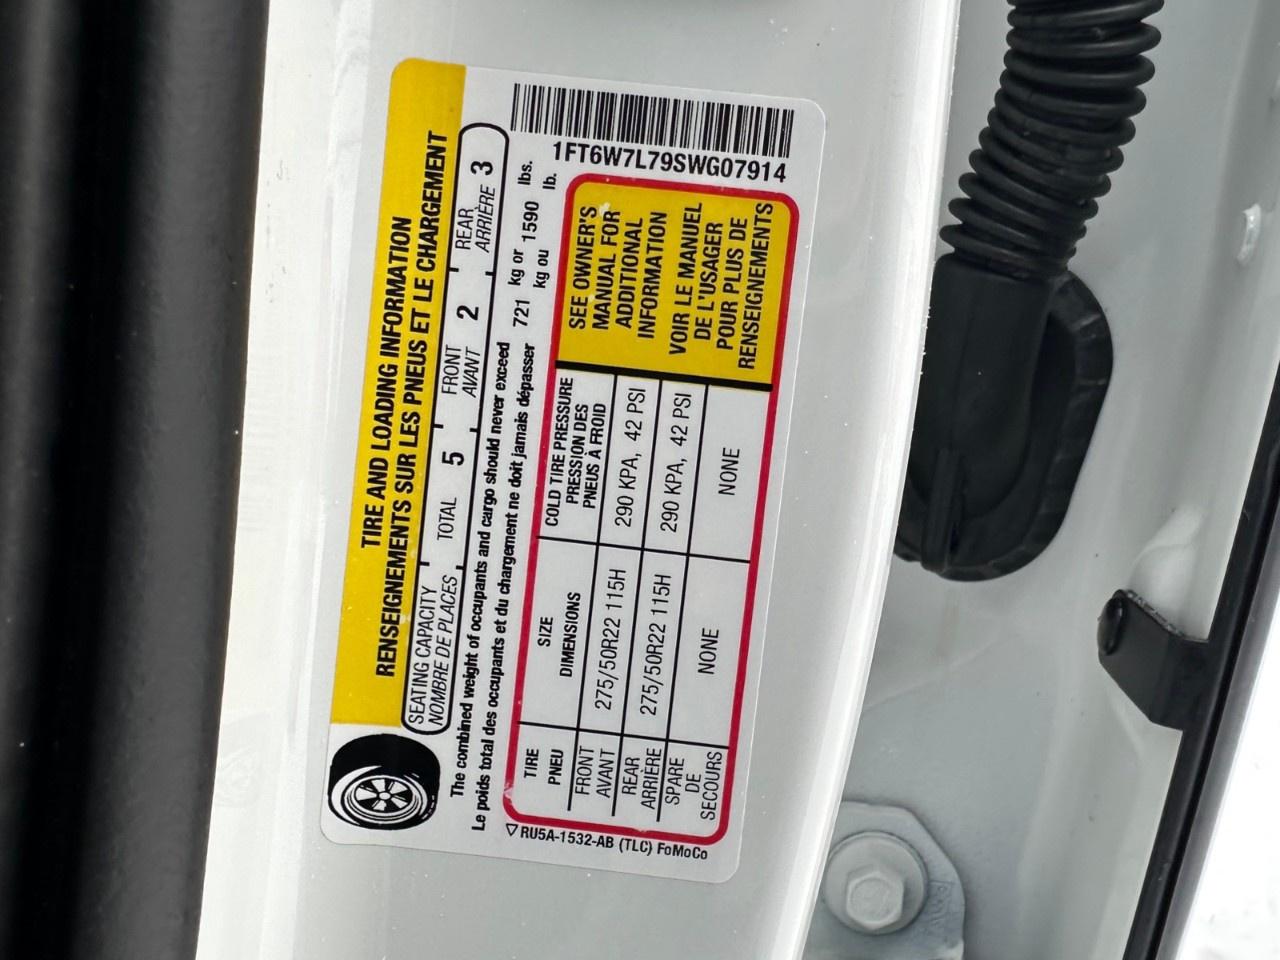 TIRE AND LOADING INFORMATION
RENSEIGNEMENTS SUR LES PNEUS ET LE CHARGEMENT
SEATING CAPACITY TOTAL 5 FRONT 2 REAR 3
NOMBRE DE PLACES AVANT ARRIÈRE
The combined weight of occupants and cargo should never exceed 721 kg or 1590 lbs.
Le poids total des occupants et du chargement ne doit jamais dépasser kg ou lb.
1FT6W7L79SWG07914
TIRE SIZE COLD TIRE PRESSURE
PNEU DIMENSIONS PRESSION DES
PNEUS À FROID
FRONT 275/50R22 115H 290 KPA, 42 PSI
AVANT
REAR 275/50R22 115H 290 KPA, 42 PSI
ARRIÈRE
SPARE NONE NONE
DE
SECOURS
SEE OWNER'S
MANUAL FOR
ADDITIONAL
INFORMATION
VOIR LE MANUEL
DE L'USAGER
POUR PLUS DE
RENSEIGNEMENTS
RU5A-1532-AB (TLC) FoMoCo